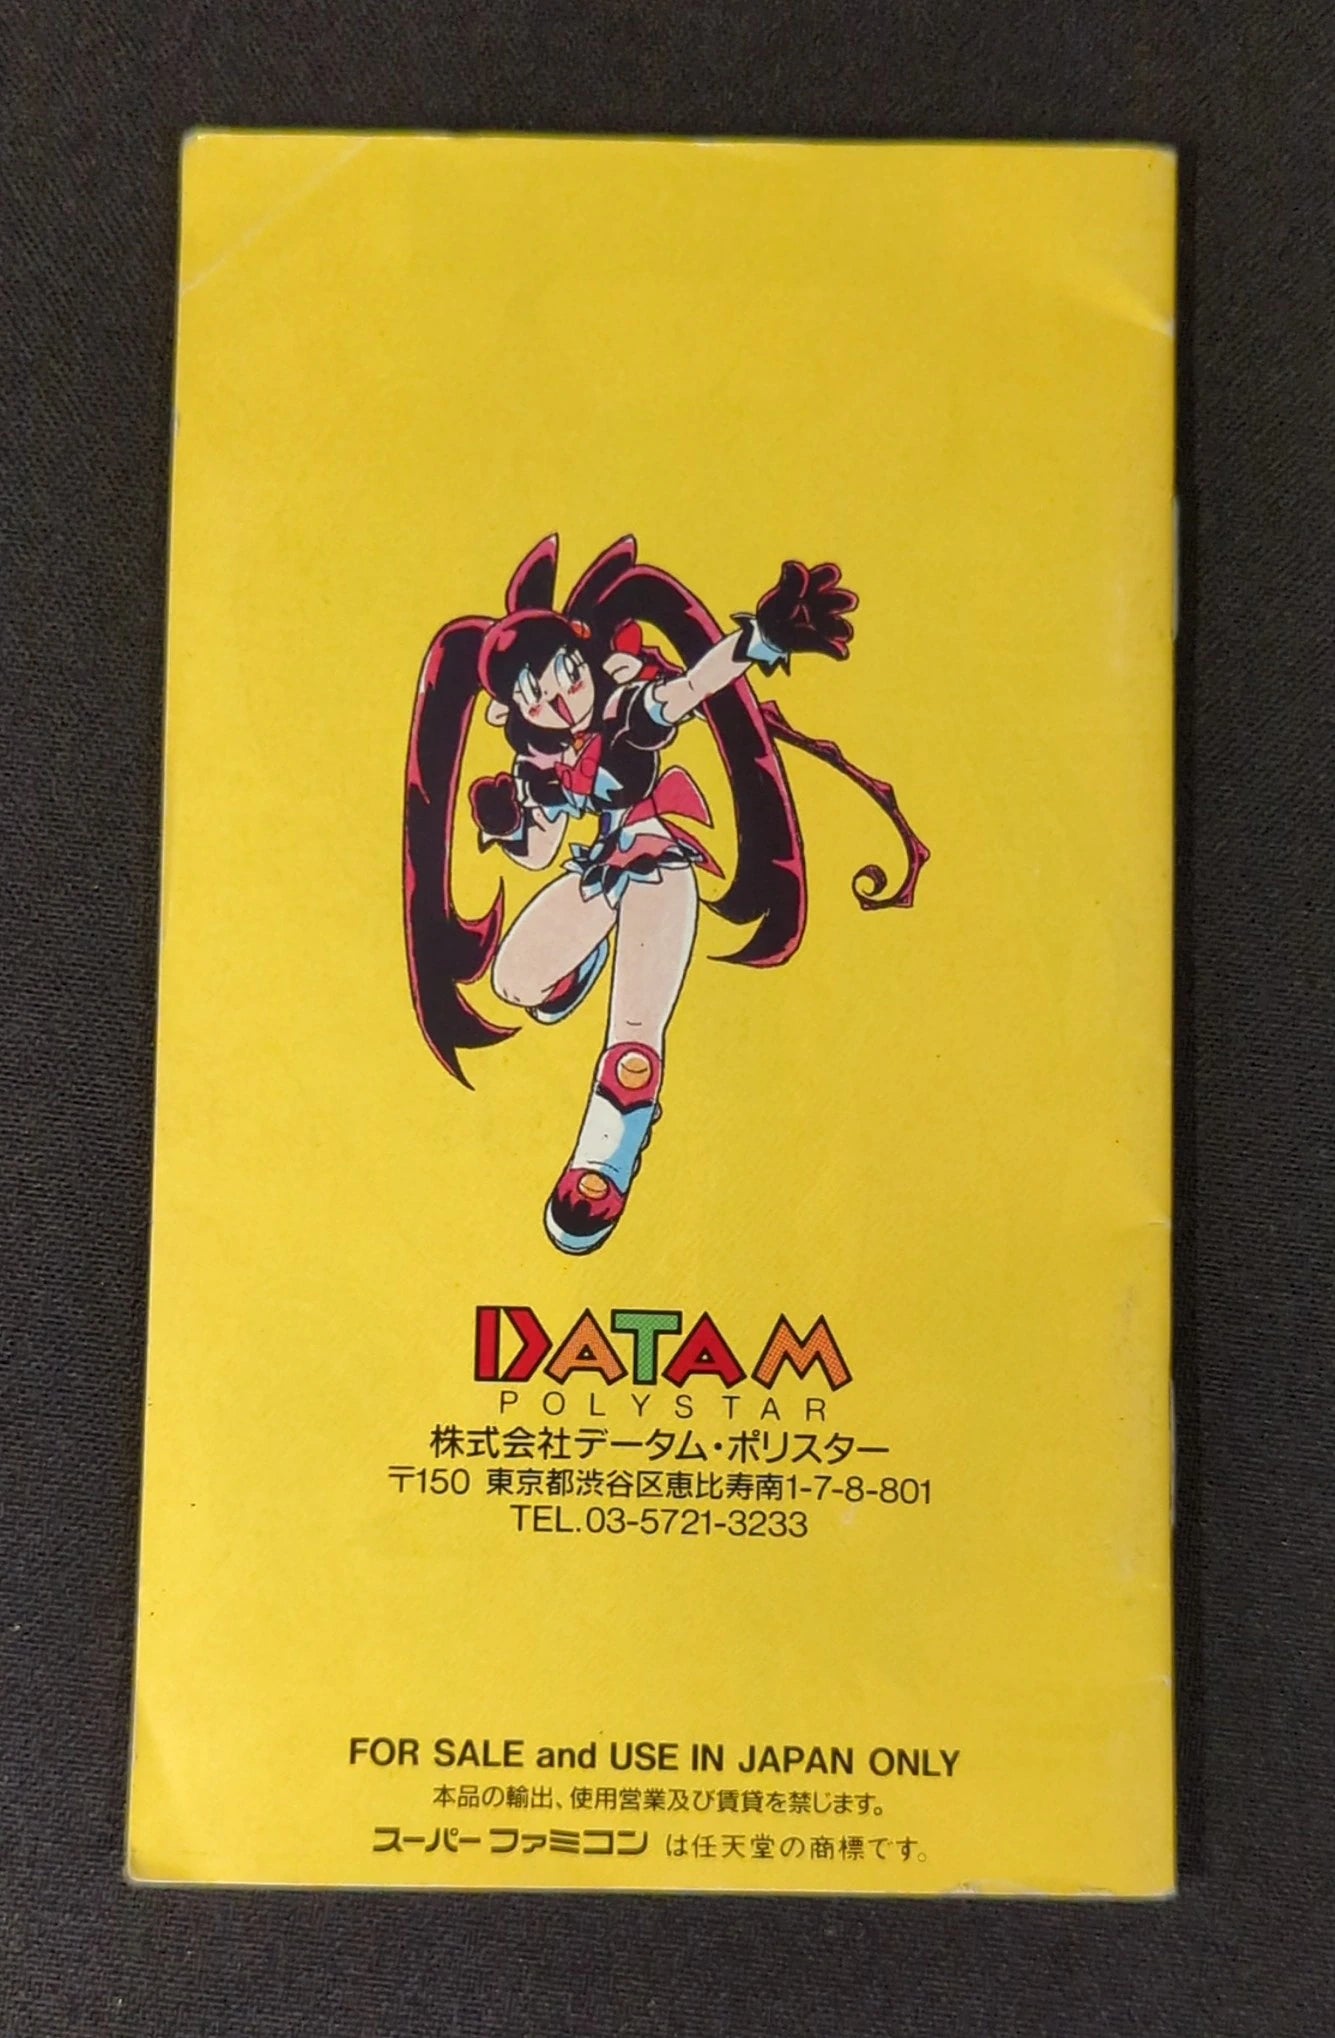 DATAM
POLYSTAR
株式会社データム・ポリスター
〒150 東京都渋谷区恵比寿南1-7-8-801
TEL.03-5721-3233
FOR SALE and USE IN JAPAN ONLY
本品の輸出、使用営業及び賃貸を禁じます。
スーパーファミコン は任天堂の商標です。